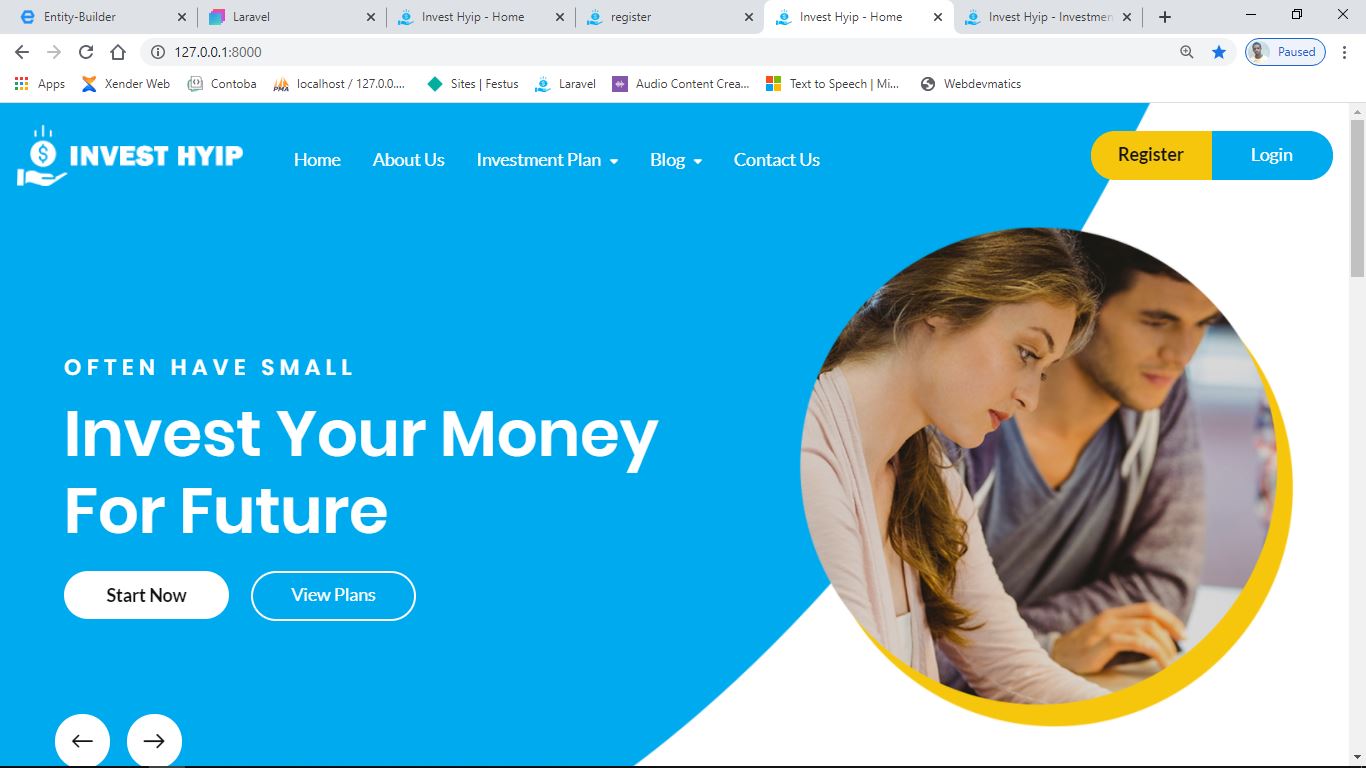 Entity-Builder
Laravel
Invest Hyip - Home
register
Invest Hyip - Home
Invest Hyip - Investmen
127.0.0.1:8000
Paused
Apps
Xender Web
Contoba
localhost / 127.0.0....
Sites | Festus
Laravel
Audio Content Crea...
Text to Speech | Mi...
Webdevmatics
INVEST HYIP
Home
About Us
Investment Plan
Blog
Contact Us
Register
Login
OFTEN HAVE SMALL
Invest Your Money
For Future
Start Now
View Plans